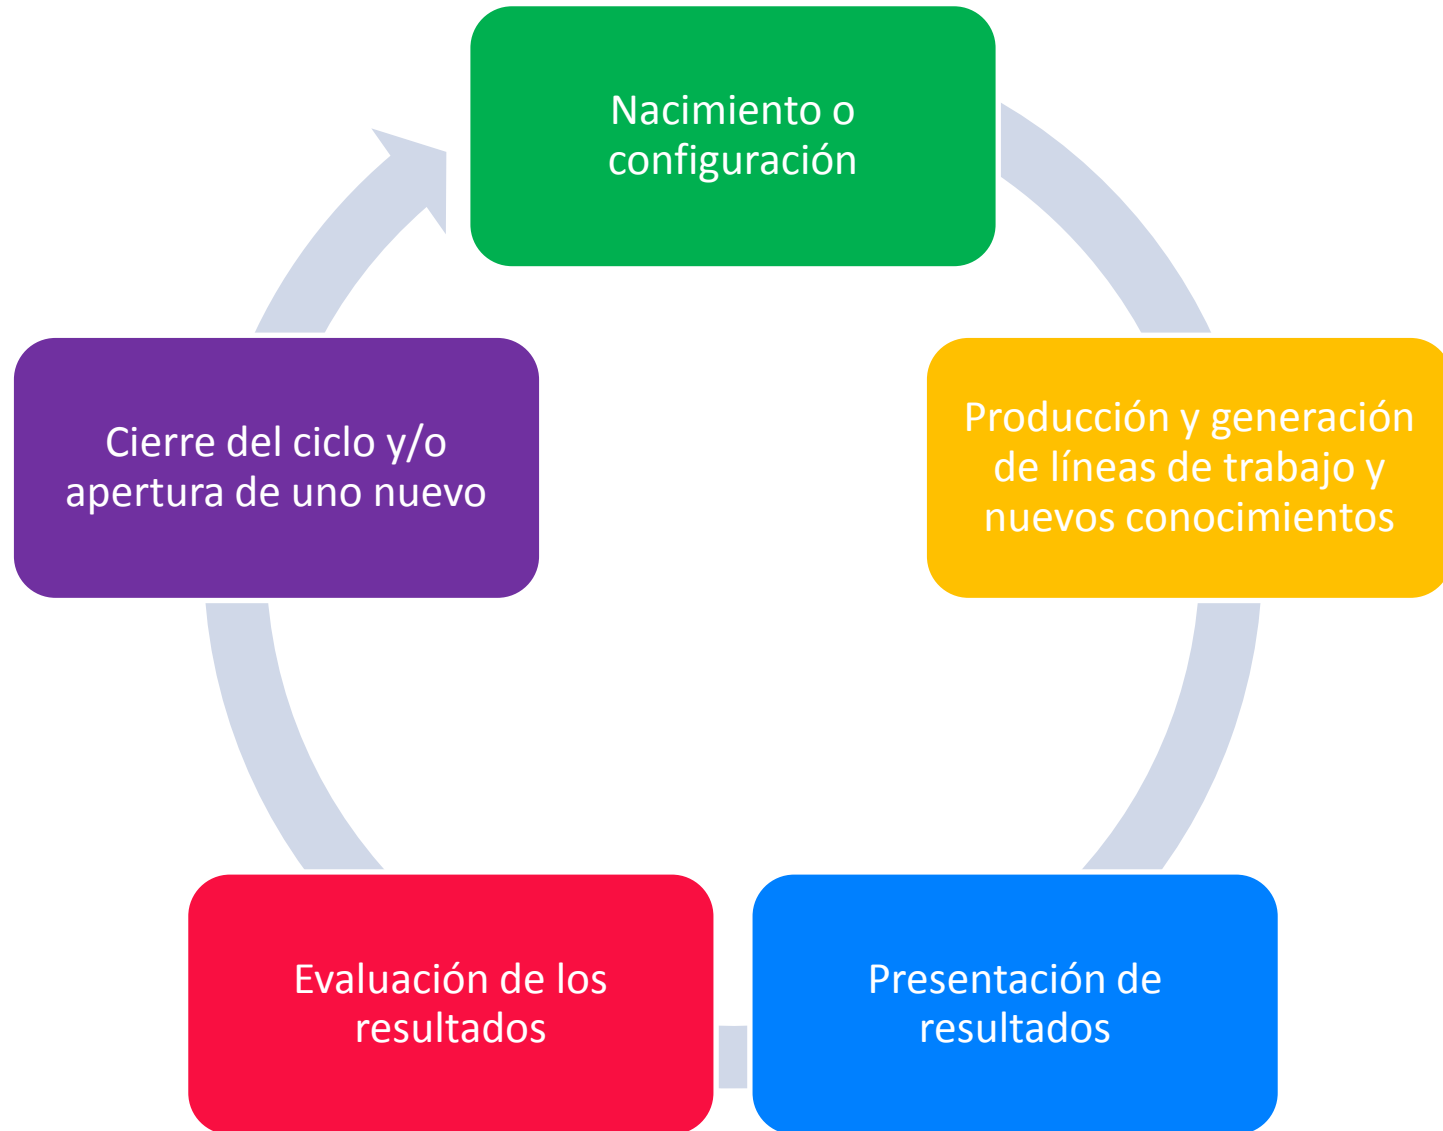 Nacimiento o
configuración
Producción y generación
de líneas de trabajo y
nuevos conocimientos
Presentación de
resultados
Evaluación de los
resultados
Cierre del ciclo y/o
apertura de uno nuevo